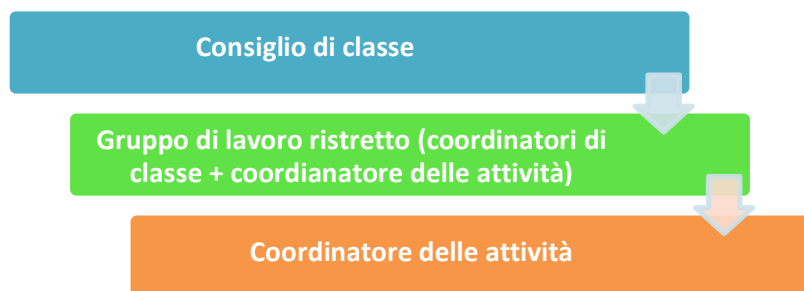 Consiglio di classe
Gruppo di lavoro ristretto (coordinatori di
classe + coordianatore delle attività)
Coordinatore delle attività